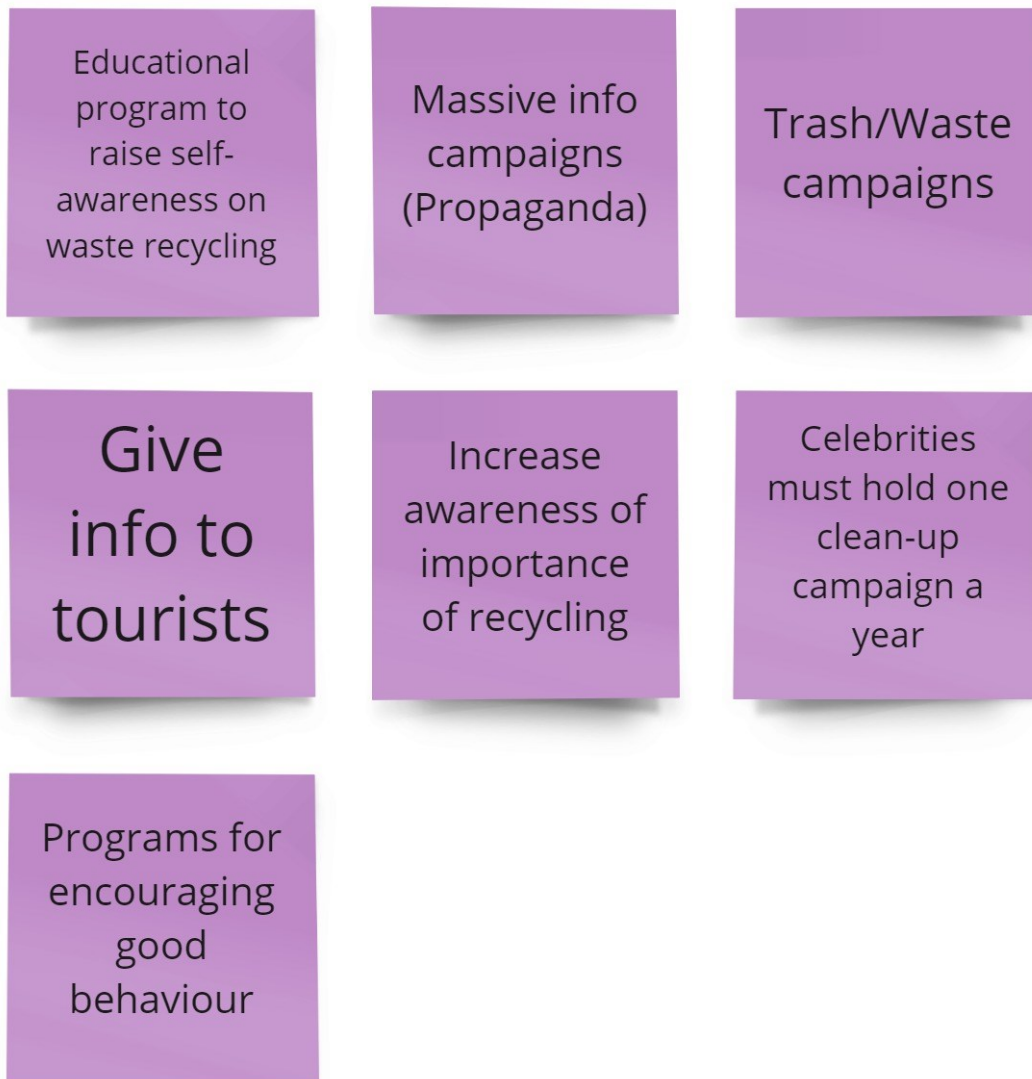 Educational
program to
raise self-
awareness on
waste recycling
Massive info
campaigns
(Propaganda)
Trash/Waste
campaigns
Give
info to
tourists
Increase
awareness of
importance
of recycling
Celebrities
must hold one
clean-up
campaign a
year
Programs for
encouraging
good
behaviour